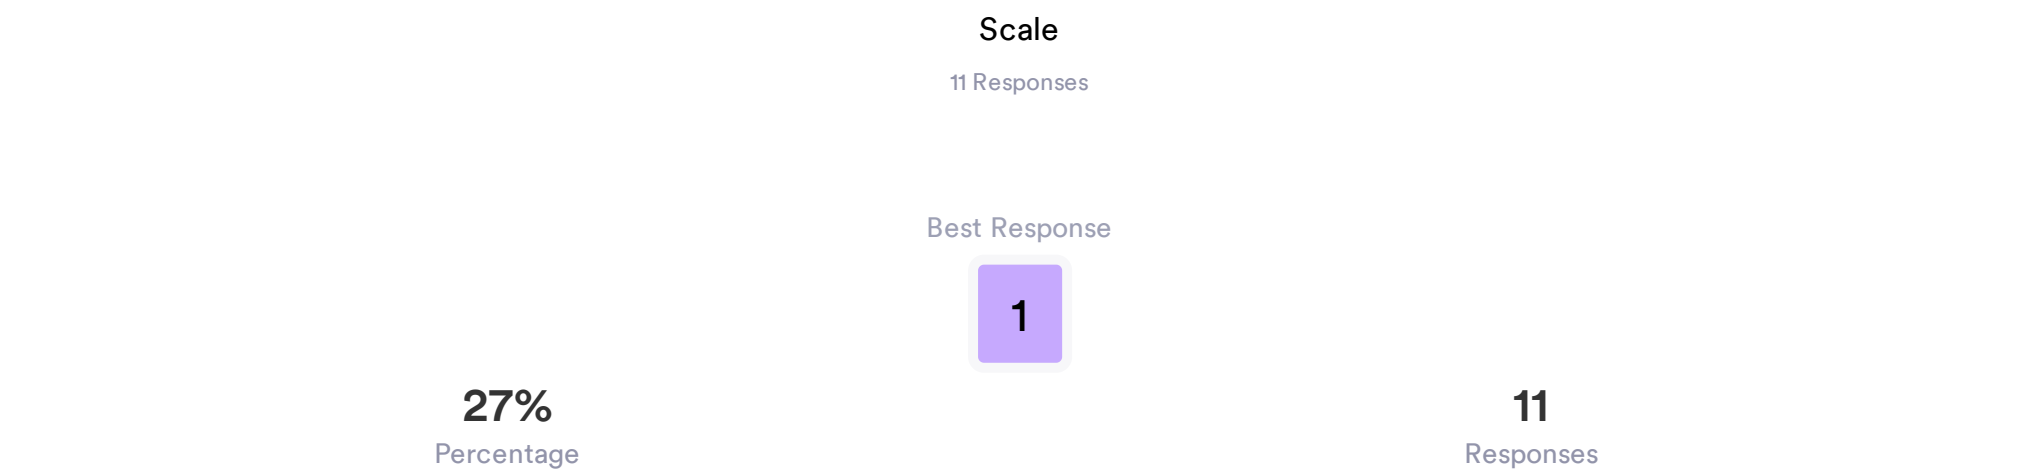 Scale
11 Responses
Best Response
1
27%
Percentage
11
Responses